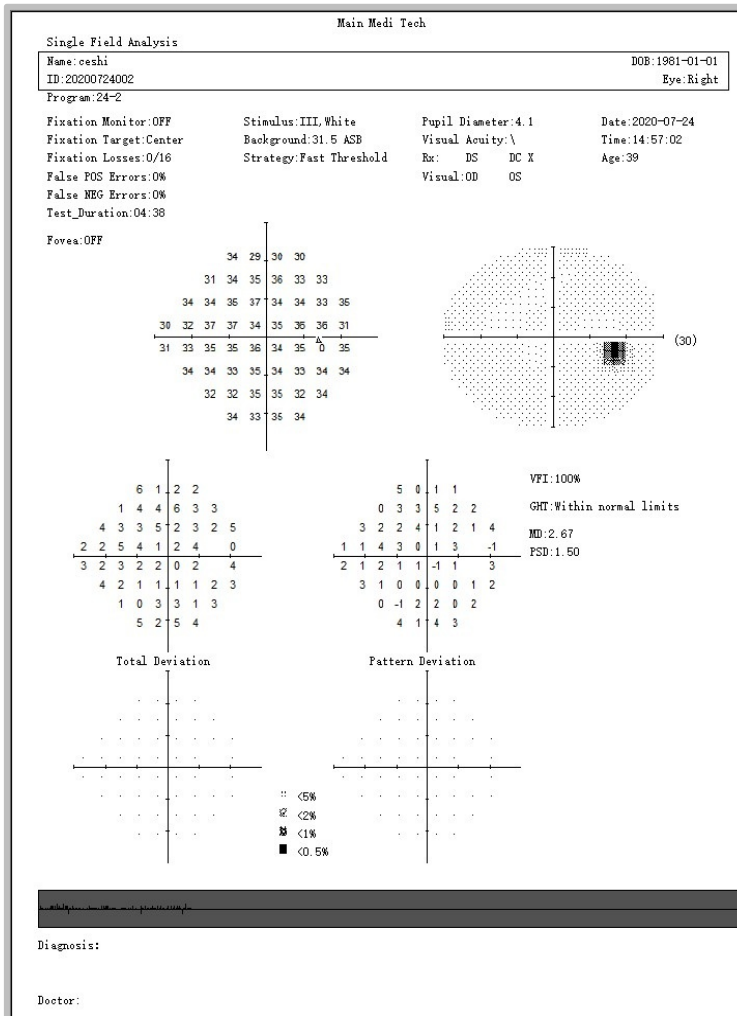 Main Medi Tech
Single Field Analysis
Name:ceshi DOB:1981-01-01
ID:20200724002 Eye:Right
Program:24-2
Fixation Monitor:OFF Stimulus:III,White Pupil Diameter:4.1 Date:2020-07-24
Fixation Target:Center Background:31.5 ASB Visual Acuity:\ Time:14:57:02
Fixation Losses:0/16 Strategy:Fast Threshold Rx: DS DC X Age:39
False POS Errors:0% Visual:OD OS
False NEG Errors:0%
Test_Duration:04:38
Fovea:OFF
34 29 30 30
31 34 35 36 33 33
34 34 35 37 34 34 33 35
30 32 37 37 34 35 36 36 31
(30)
31 33 35 35 36 34 35 0 35
34 34 33 35 34 33 34 34
32 32 35 35 32 34
34 33 35 34
6 1 2 2
1 4 4 6 3 3
4 3 3 5 2 3 2 5
2 2 5 4 1 2 4 0
3 2 3 2 2 0 2 4
4 2 1 1 1 1 2 3
1 0 3 3 1 3
5 2 5 4
5 0 1 1
0 3 3 5 2 2
3 2 2 4 1 2 1 4
1 1 4 3 0 1 3 -1
2 1 2 1 1 -1 1 3
3 1 0 0 0 0 1 2
0 -1 2 2 0 2
4 1 4 3
VFI:100%
GHT:Within normal limits
MD:2.67
PSD:1.50
Total Deviation Pattern Deviation
<5%
<2%
<1%
<0.5%
Diagnosis:
Doctor: